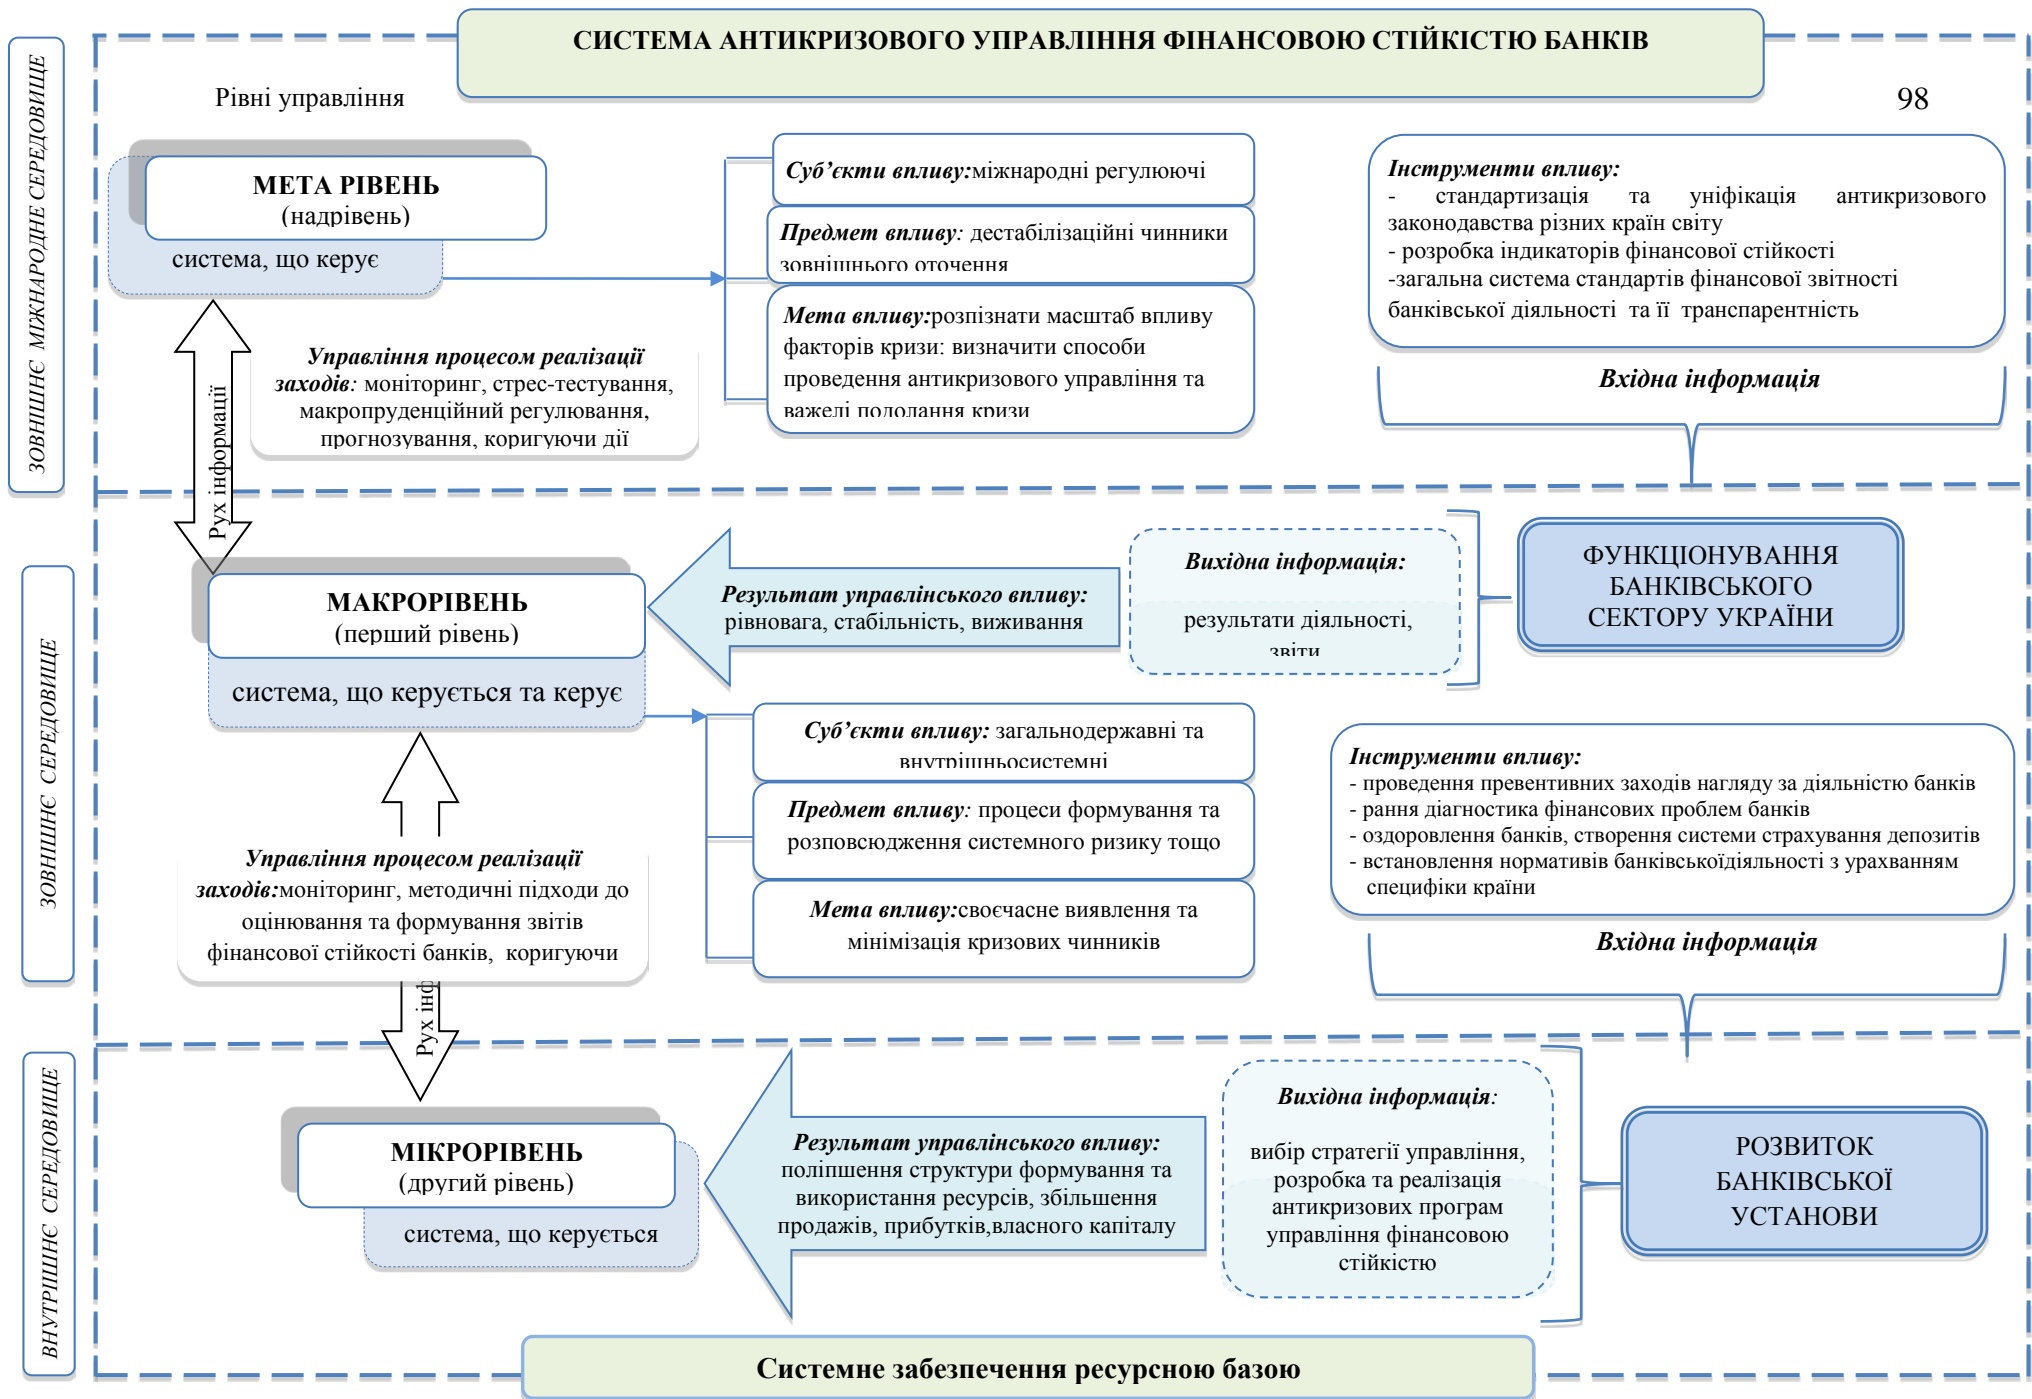 СИСТЕМА АНТИКРИЗОВОГО УПРАВЛІННЯ ФІНАНСОВОЮ СТІЙКІСТЮ БАНКІВ
Рівні управління
98
ЗОВНІШНЄ МІЖНАРОДНЕ СЕРЕДОВИЩЕ
МЕТА РІВЕНЬ
(надрівень)
система, що керує
Суб’єкти впливу:міжнародні регулюючі
Предмет впливу: дестабілізаційні чинники
зовнішнього оточення
Мета впливу:розпізнати масштаб впливу
факторів кризи: визначити способи
проведення антикризового управління та
важелі подолання кризи
Інструменти впливу:
- стандартизація та уніфікація антикризового
законодавства різних країн світу
- розробка індикаторів фінансової стійкості
-загальна система стандартів фінансової звітності
банківської діяльності та її транспарентність
Вхідна інформація
Управління процесом реалізації
заходів: моніторинг, стрес-тестування,
макропруденційний регулювання,
прогнозування, коригуючи дії
Рух інформації
ЗОВНІШНЄ СЕРЕДОВИЩЕ
МАКРОРІВЕНЬ
(перший рівень)
система, що керується та керує
Результат управлінського впливу:
рівновага, стабільність, виживання
Вихідна інформація:
результати діяльності,
звіти
ФУНКЦІОНУВАННЯ
БАНКІВСЬКОГО
СЕКТОРУ УКРАЇНИ
Суб’єкти впливу: загальнодержавні та
внутрішньосистемні
Предмет впливу: процеси формування та
розповсюдження системного ризику тощо
Мета впливу:своєчасне виявлення та
мінімізація кризових чинників
Інструменти впливу:
- проведення превентивних заходів нагляду за діяльністю банків
- рання діагностика фінансових проблем банків
- оздоровлення банків, створення системи страхування депозитів
- встановлення нормативів банківськоїдіяльності з урахванням
специфіки країни
Вхідна інформація
Управління процесом реалізації
заходів:моніторинг, методичні підходи до
оцінювання та формування звітів
фінансової стійкості банків, коригуючи
Рух інф
ВНУТРІШНЄ СЕРЕДОВИЩЕ
МІКРОРІВЕНЬ
(другий рівень)
система, що керується
Результат управлінського впливу:
поліпшення структури формування та
використання ресурсів, збільшення
продажів, прибутків,власного капіталу
Вихідна інформація:
вибір стратегії управління,
розробка та реалізація
антикризових програм
управління фінансовою
стійкістю
РОЗВИТОК
БАНКІВСЬКОЇ
УСТАНОВИ
Системне забезпечення ресурсною базою